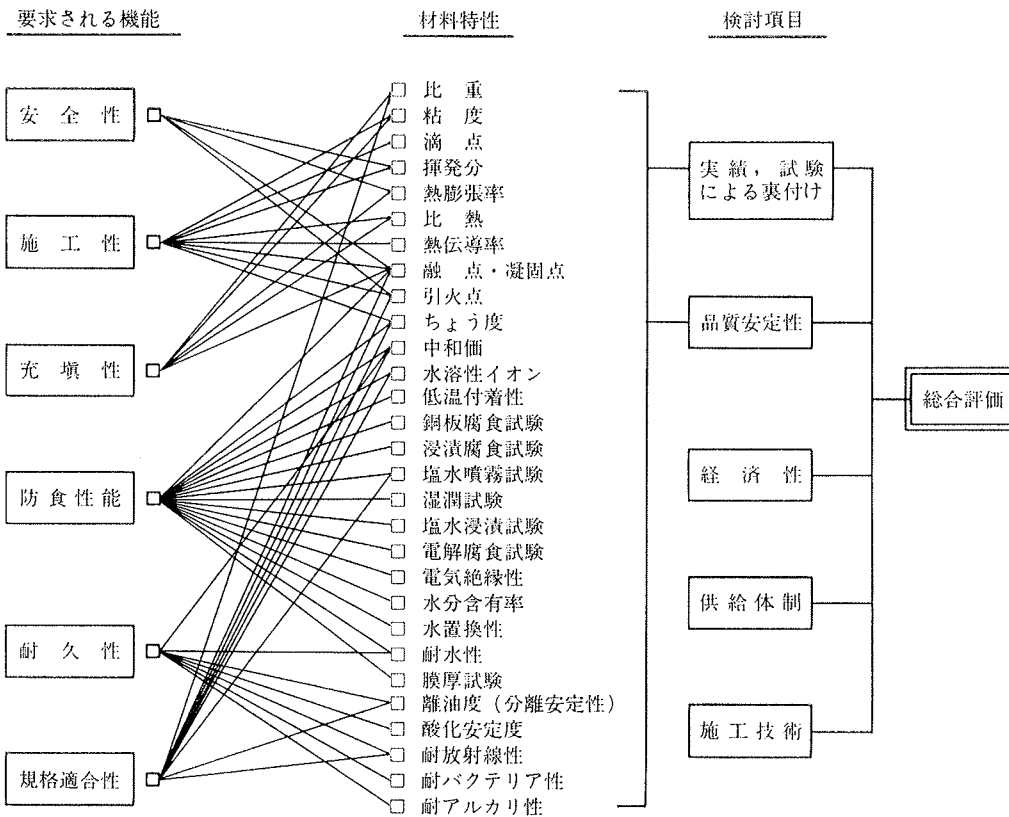 要求される機能
材料特性
検討項目
安全性
施工性
充塡性
防食性能
耐久性
規格適合性
比重
粘度
滴点
揮発分
熱膨張率
比熱
熱伝導率
融点・凝固点
引火点
ちょう度
中和価
水溶性イオン
低温付着性
銅板腐食試験
浸漬腐食試験
塩水噴霧試験
湿潤試験
塩水浸漬試験
電解腐食試験
電気絶縁性
水分含有率
水置換性
耐水性
膜厚試験
離油度（分離安定性）
酸化安定度
耐放射線性
耐バクテリア性
耐アルカリ性
実績，試験
による裏付け
品質安定性
経済性
供給体制
施工技術
総合評価